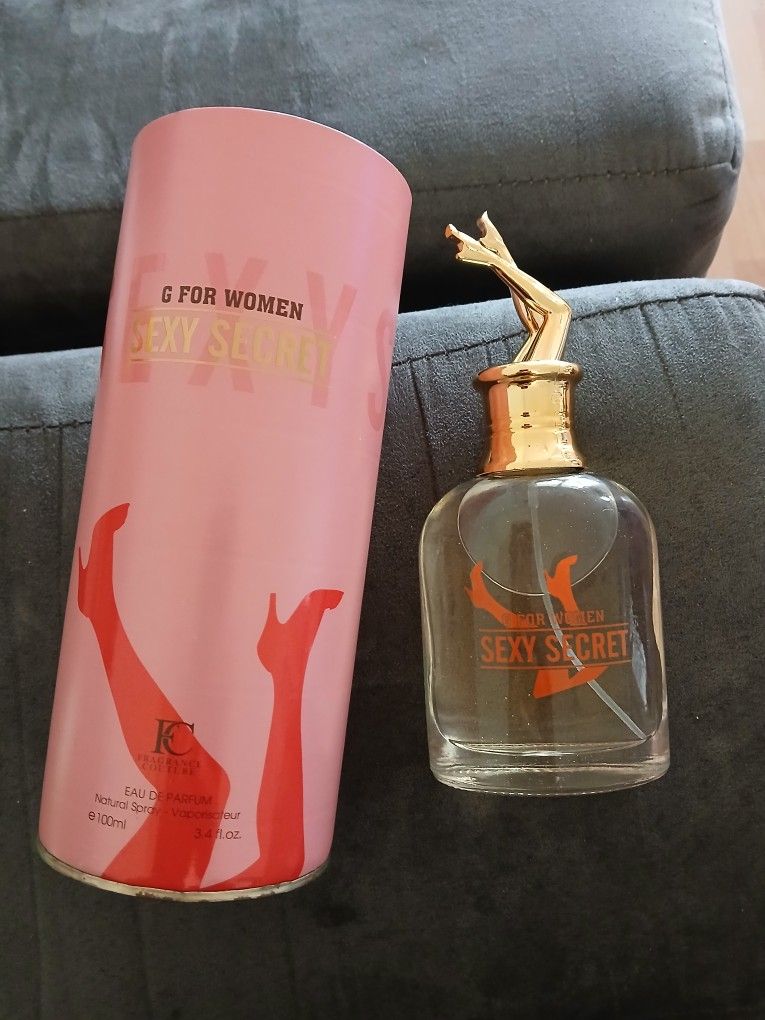 EXYS
G FOR WOMEN
SEXY SECRET
FC
FRAGRANCE
COUTURE
EAU DE PARFUM
Natural Spray - Vaporisateur
e100ml 3.4 fl.oz.
G FOR WOMEN
SEXY SECRET